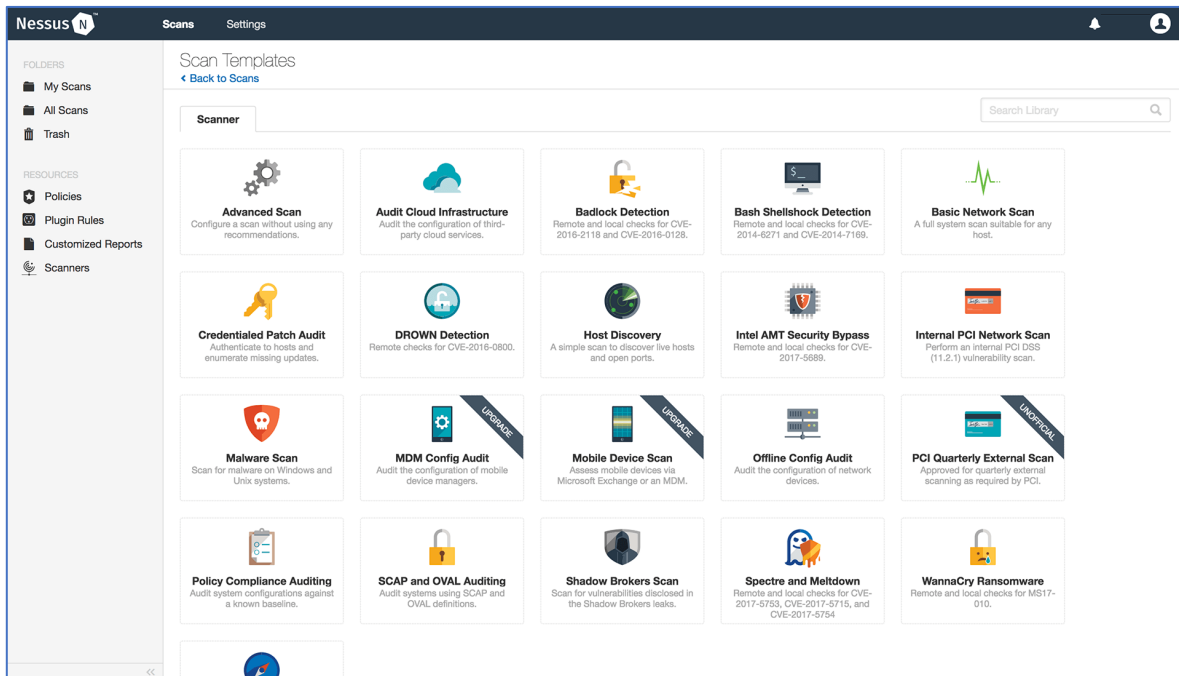 Nessus N
Scans
Settings
FOLDERS
My Scans
All Scans
Trash
RESOURCES
Policies
Plugin Rules
Customized Reports
Scanners
Scan Templates
Back to Scans
Scanner
Search Library
Advanced Scan
Configure a scan without using any
recommendations.
Audit Cloud Infrastructure
Audit the configuration of third-
party cloud services.
Badlock Detection
Remote and local checks for CVE-
2016-2118 and CVE-2016-0128.
$_
Bash Shellshock Detection
Remote and local checks for CVE-
2014-6271 and CVE-2014-7169.
Basic Network Scan
A full system scan suitable for any
host.
Credentialed Patch Audit
Authenticate to hosts and
enumerate missing updates.
DROWN Detection
Remote checks for CVE-2016-0800.
Host Discovery
A simple scan to discover live hosts
and open ports.
Intel AMT Security Bypass
Remote and local checks for CVE-
2017-5689.
Internal PCI Network Scan
Perform an internal PCI DSS
(11.2.1) vulnerability scan.
Malware Scan
Scan for malware on Windows and
Unix systems.
UPGRADE
MDM Config Audit
Audit the configuration of mobile
device managers.
UPGRADE
Mobile Device Scan
Assess mobile devices via
Microsoft Exchange or an MDM.
Offline Config Audit
Audit the configuration of network
devices.
UNOFFICIAL
PCI Quarterly External Scan
Approved for quarterly external
scanning as required by PCI.
Policy Compliance Auditing
Audit system configurations against
a known baseline.
SCAP and OVAL Auditing
Audit systems using SCAP and
OVAL definitions.
Shadow Brokers Scan
Scan for vulnerabilities disclosed in
the Shadow Brokers leaks.
Spectre and Meltdown
Remote and local checks for CVE-
2017-5753, CVE-2017-5715, and
CVE-2017-5754
WannaCry Ransomware
Remote and local checks for MS17-
010.